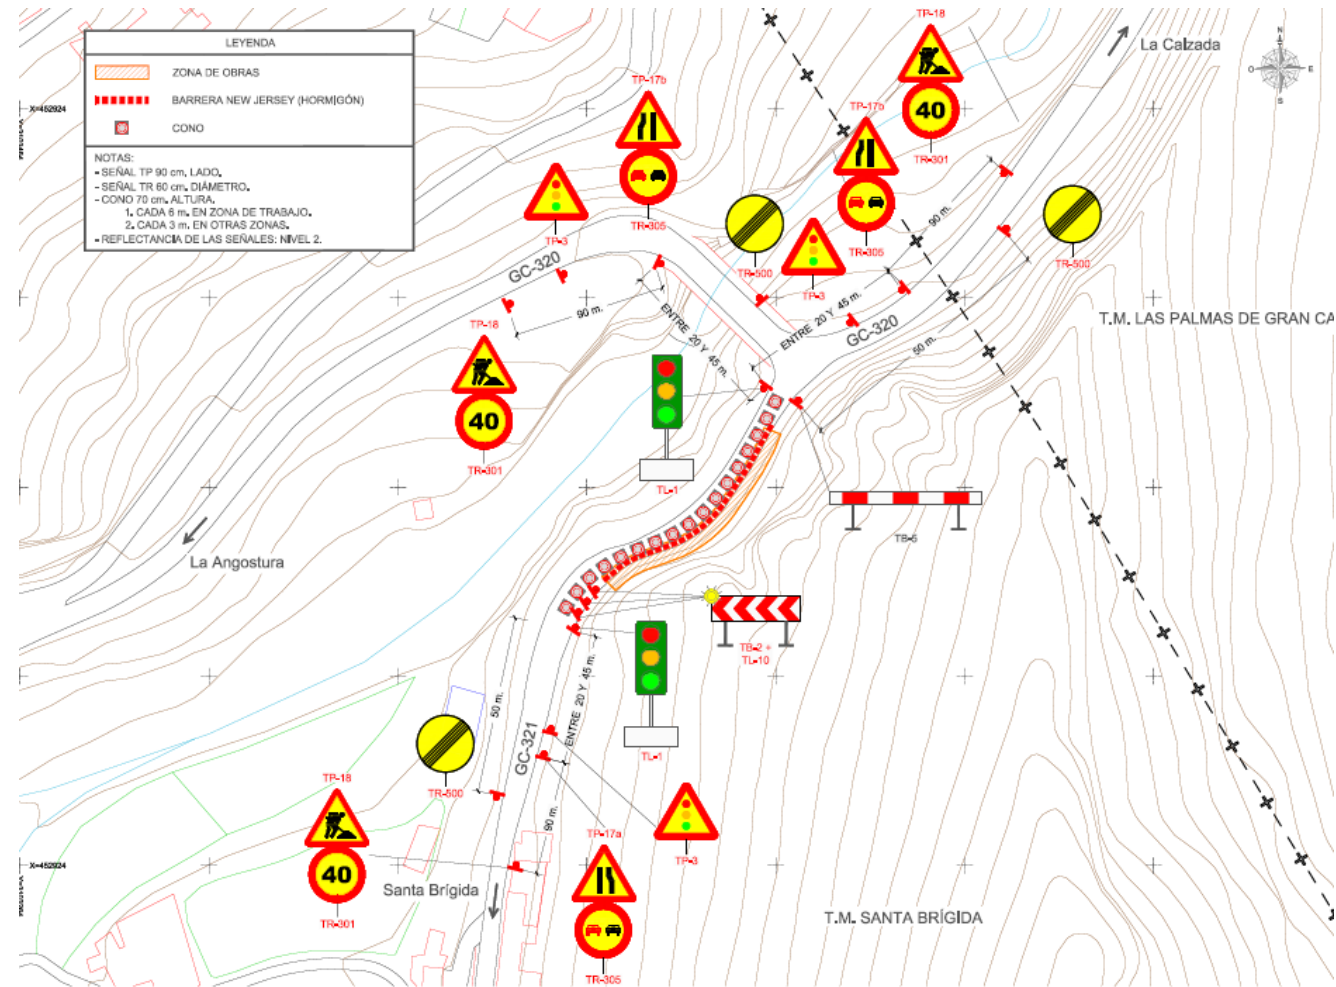 LEYENDA
ZONA DE OBRAS
BARRERA NEW JERSEY (HORMIGÓN)
CONO
NOTAS:
- SEÑAL TP 90 cm. LADO.
- SEÑAL TR 60 cm. DIÁMETRO.
- CONO 70 cm. ALTURA.
1. CADA 6 m. EN ZONA DE TRABAJO.
2. CADA 3 m. EN OTRAS ZONAS.
- REFLECTANCIA DE LAS SEÑALES: NIVEL 2.
X=452924
TP-18
40
TR-301
La Calzada
N
O
E
S
TP-17b
TR-305
TP-17b
TR-305
TP-3
TR-500
TP-3
TR-500
90 m.
GC-320
90 m.
ENTRE 20 Y 45 m.
ENTRE 20 Y 45 m.
GC-320
50 m.
T.M. LAS PALMAS DE GRAN CA
TP-18
40
TR-301
TL-1
TB-5
La Angostura
TB-2 +
TL-10
TL-1
50 m.
ENTRE 20 Y 45 m.
GC-321
90 m.
TR-500
TP-18
40
TR-301
X=452924
Santa Brígida
TP-3
TP-17a
TR-305
T.M. SANTA BRÍGIDA